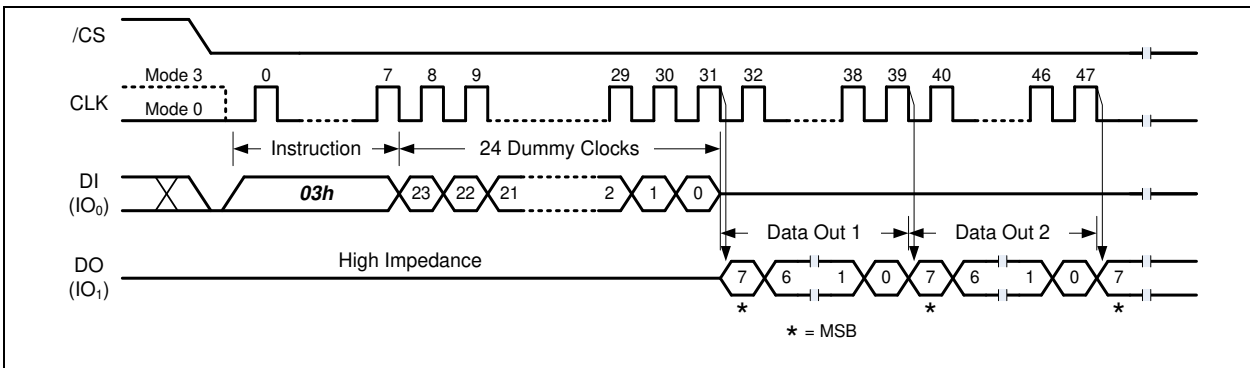 /CS
Mode 3 0 7 8 9 29 30 31 32 38 39 40 46 47
CLK
Mode 0
Instruction 24 Dummy Clocks
DI
(IO0)
03h 23 22 21 2 1 0
Data Out 1 Data Out 2
High Impedance
DO
(IO1)
7 6 1 0 7 6 1 0 7
* * *
* = MSB